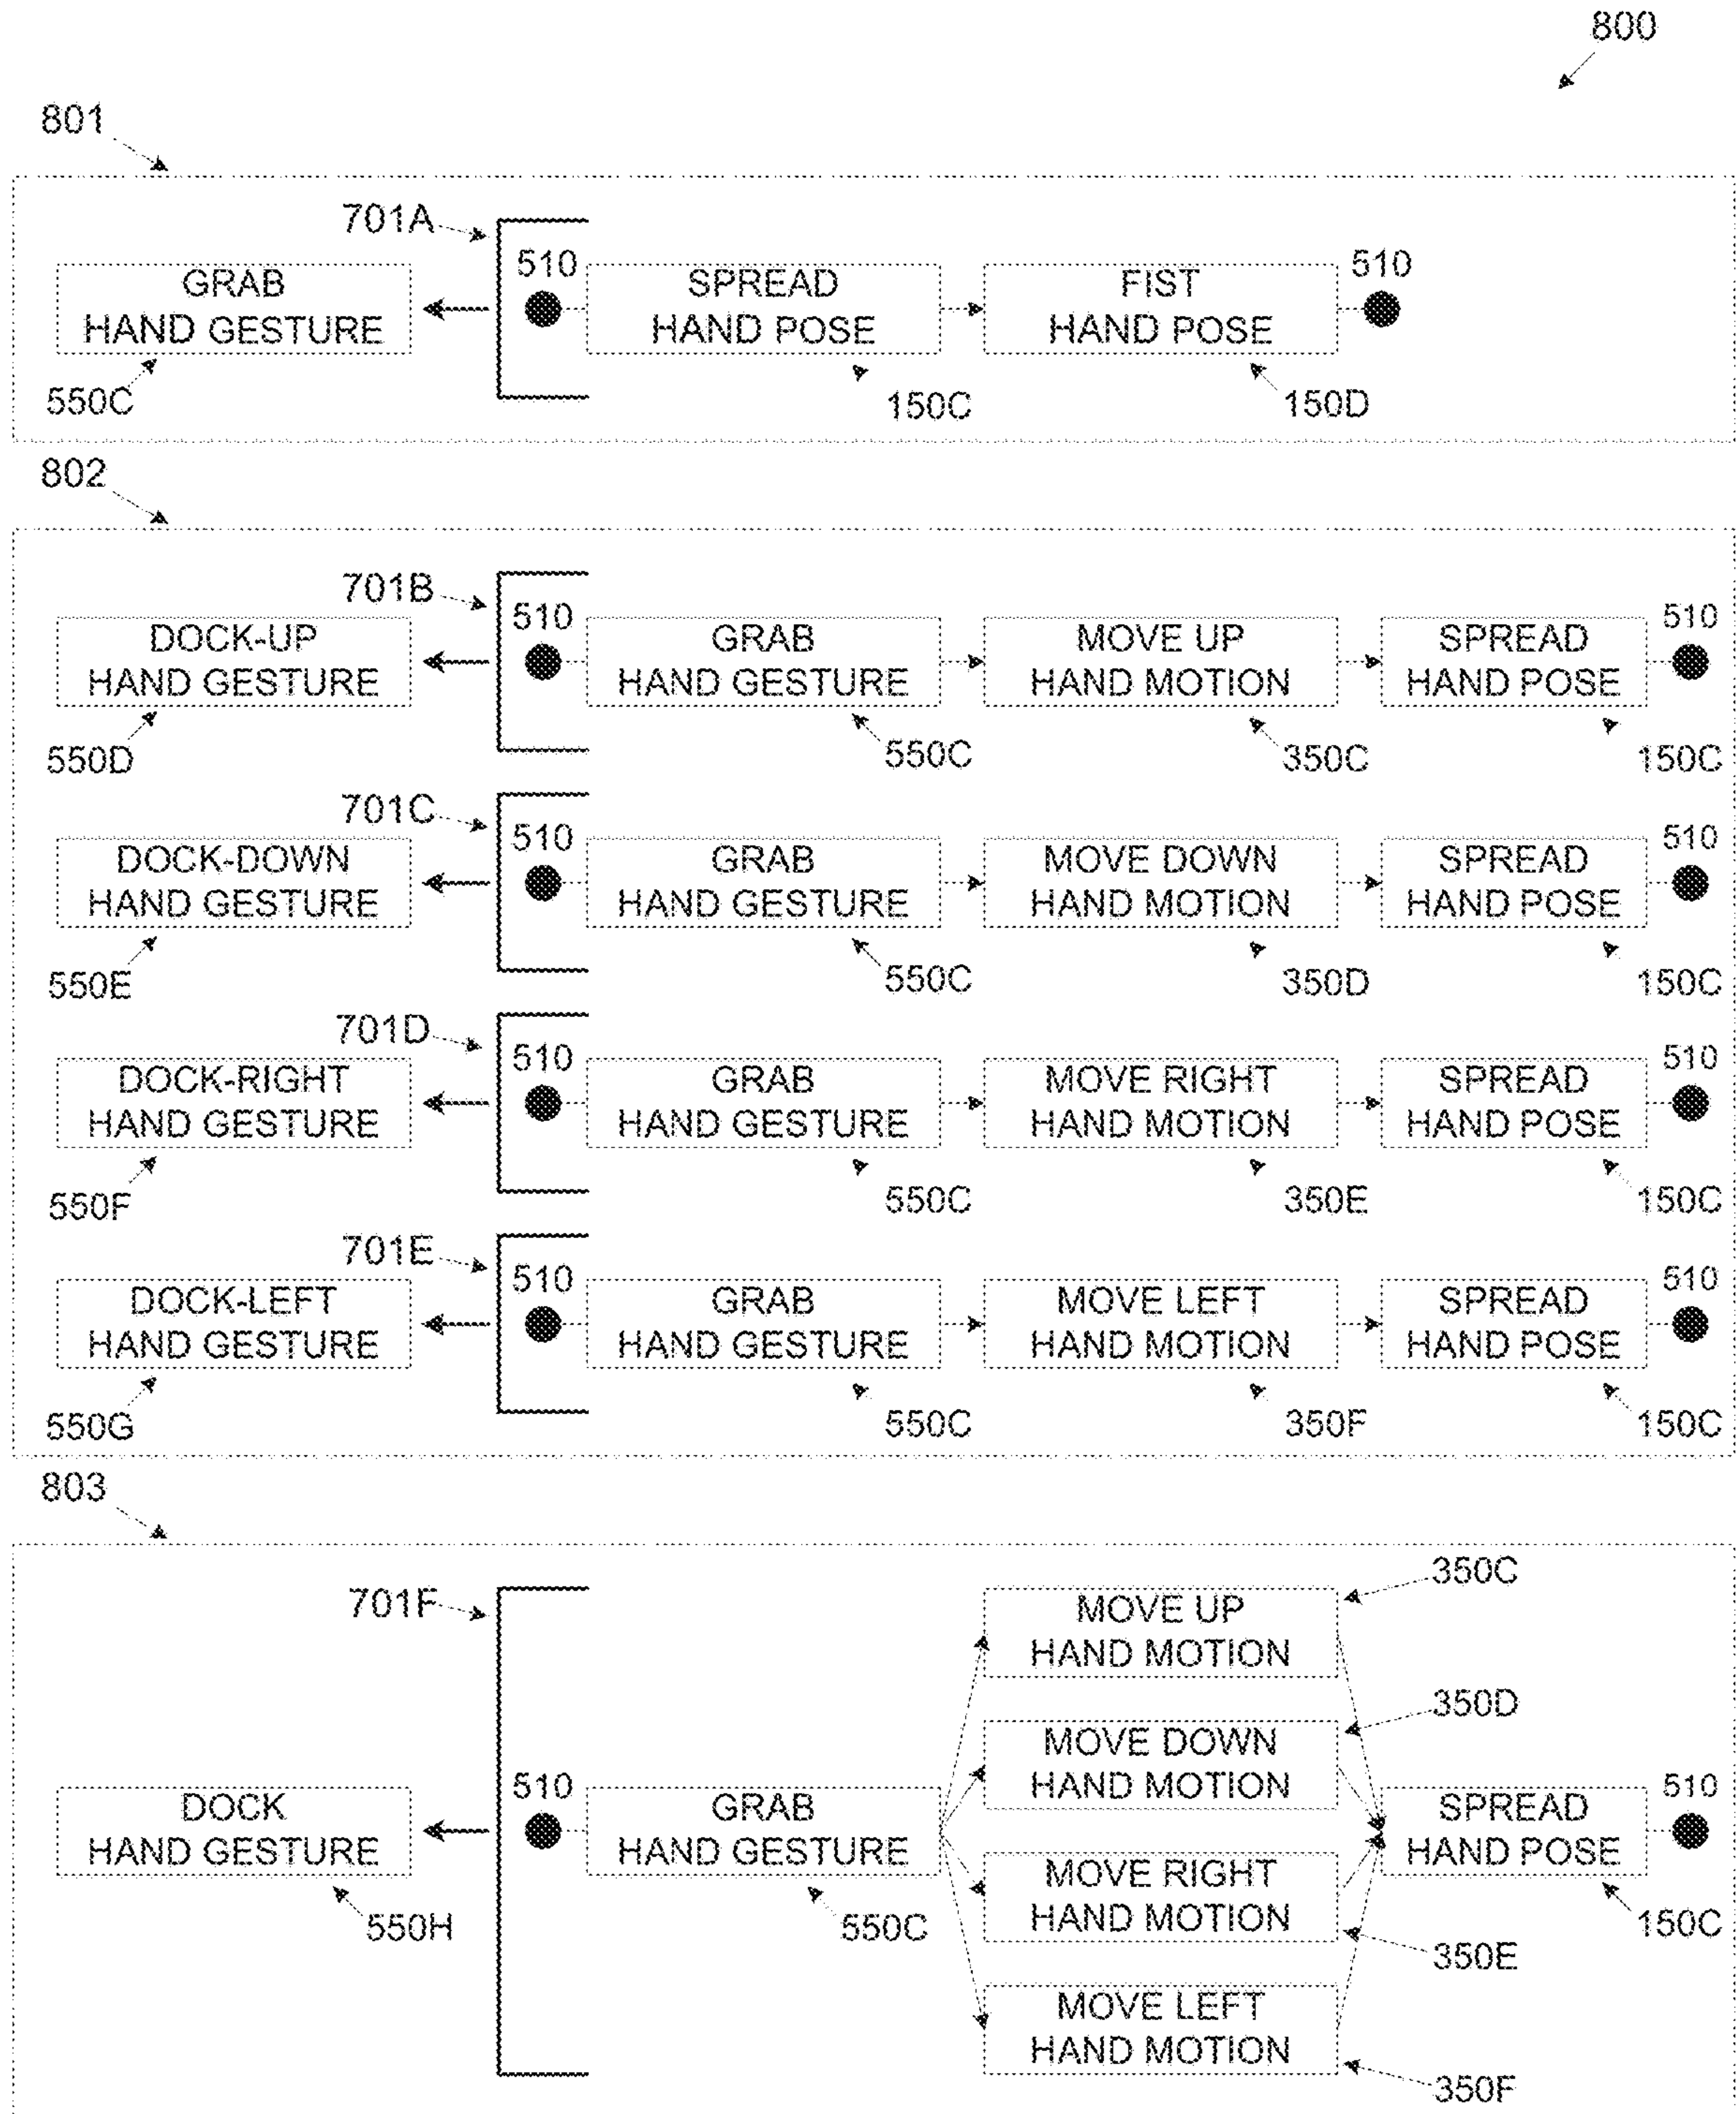 800
801
701A
510
510
GRAB
HAND GESTURE
SPREAD
HAND POSE
FIST
HAND POSE
550C
150C
150D
802
701B
510
510
DOCK-UP
HAND GESTURE
GRAB
HAND GESTURE
MOVE UP
HAND MOTION
SPREAD
HAND POSE
550D
550C
350C
150C
701C
510
510
DOCK-DOWN
HAND GESTURE
GRAB
HAND GESTURE
MOVE DOWN
HAND MOTION
SPREAD
HAND POSE
550E
550C
350D
150C
701D
510
510
DOCK-RIGHT
HAND GESTURE
GRAB
HAND GESTURE
MOVE RIGHT
HAND MOTION
SPREAD
HAND POSE
550F
550C
350E
150C
701E
510
510
DOCK-LEFT
HAND GESTURE
GRAB
HAND GESTURE
MOVE LEFT
HAND MOTION
SPREAD
HAND POSE
550G
550C
350F
150C
803
701F
350C
MOVE UP
HAND MOTION
350D
MOVE DOWN
HAND MOTION
510
510
DOCK
HAND GESTURE
GRAB
HAND GESTURE
SPREAD
HAND POSE
550H
550C
150C
MOVE RIGHT
HAND MOTION
350E
MOVE LEFT
HAND MOTION
350F